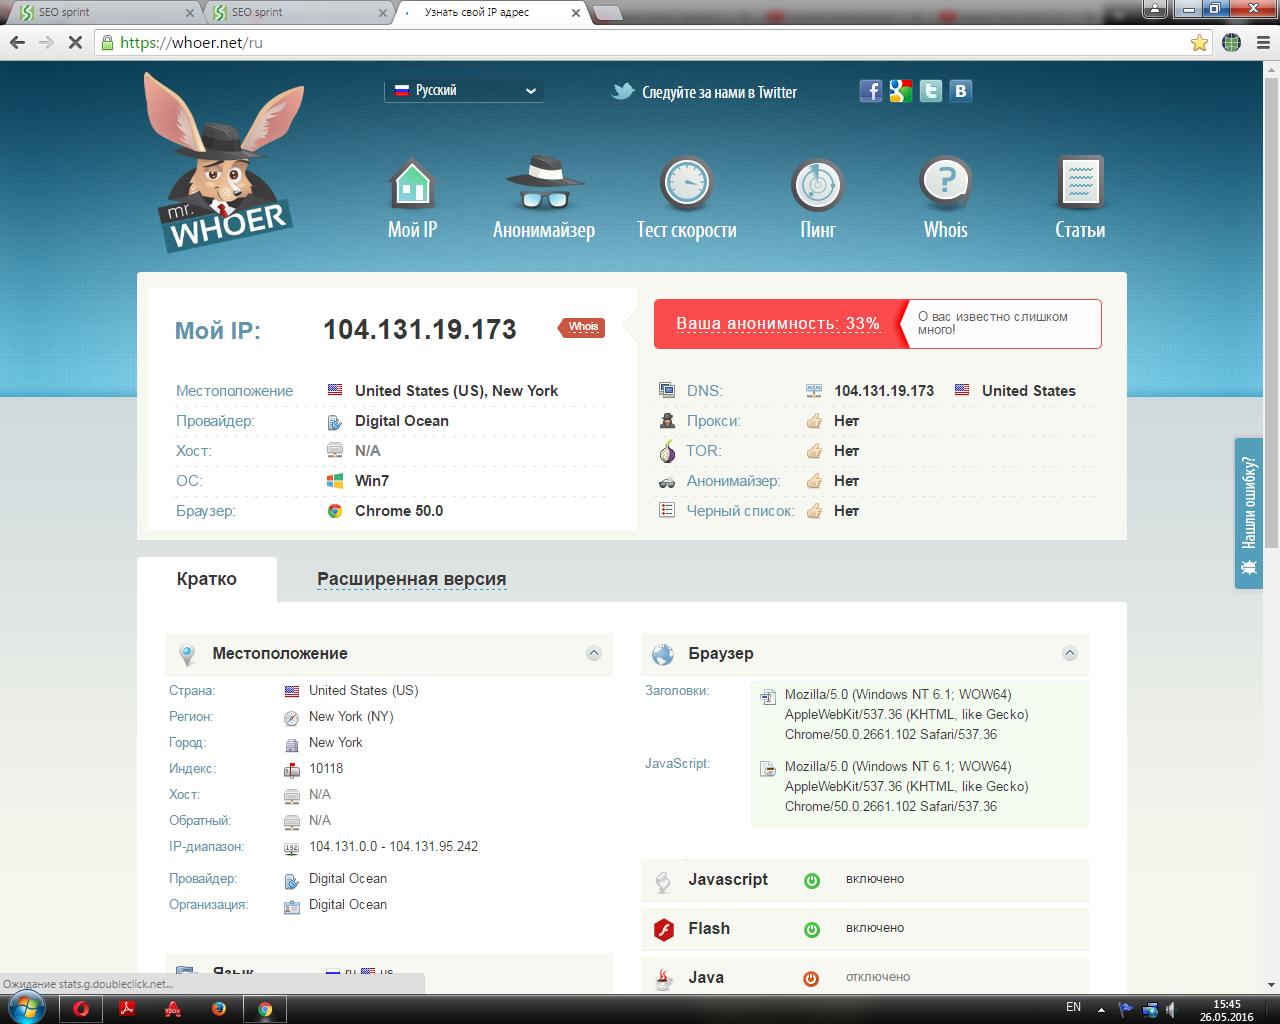 SEO sprint
SEO sprint
Узнать свой IP адрес
https://whoer.net/ru
Русский
Следуйте за нами в Twitter
mr.
WHOER
Мой IP
Анонимайзер
Тест скорости
Пинг
Whois
Статьи
Мой IP:
104.131.19.173
Whois
Ваша анонимность: 33%
О вас известно слишком
много!
Местоположение
United States (US), New York
Провайдер:
Digital Ocean
Хост:
N/A
ОС:
Win7
Браузер:
Chrome 50.0
DNS:
104.131.19.173
United States
Прокси:
Нет
TOR:
Нет
Анонимайзер:
Нет
Черный список:
Нет
Нашли ошибку?
Кратко
Расширенная версия
Местоположение
Страна:
United States (US)
Регион:
New York (NY)
Город:
New York
Индекс:
10118
Хост:
N/A
Обратный:
N/A
IP-диапазон:
104.131.0.0 - 104.131.95.242
Провайдер:
Digital Ocean
Организация:
Digital Ocean
Язык
ru
us
Браузер
Заголовки:
Mozilla/5.0 (Windows NT 6.1; WOW64)
AppleWebKit/537.36 (KHTML, like Gecko)
Chrome/50.0.2661.102 Safari/537.36
JavaScript:
Mozilla/5.0 (Windows NT 6.1; WOW64)
AppleWebKit/537.36 (KHTML, like Gecko)
Chrome/50.0.2661.102 Safari/537.36
Javascript
включено
Flash
включено
Java
отключено
Ожидание stats.g.doubleclick.net...
EN
15:45
26.05.2016